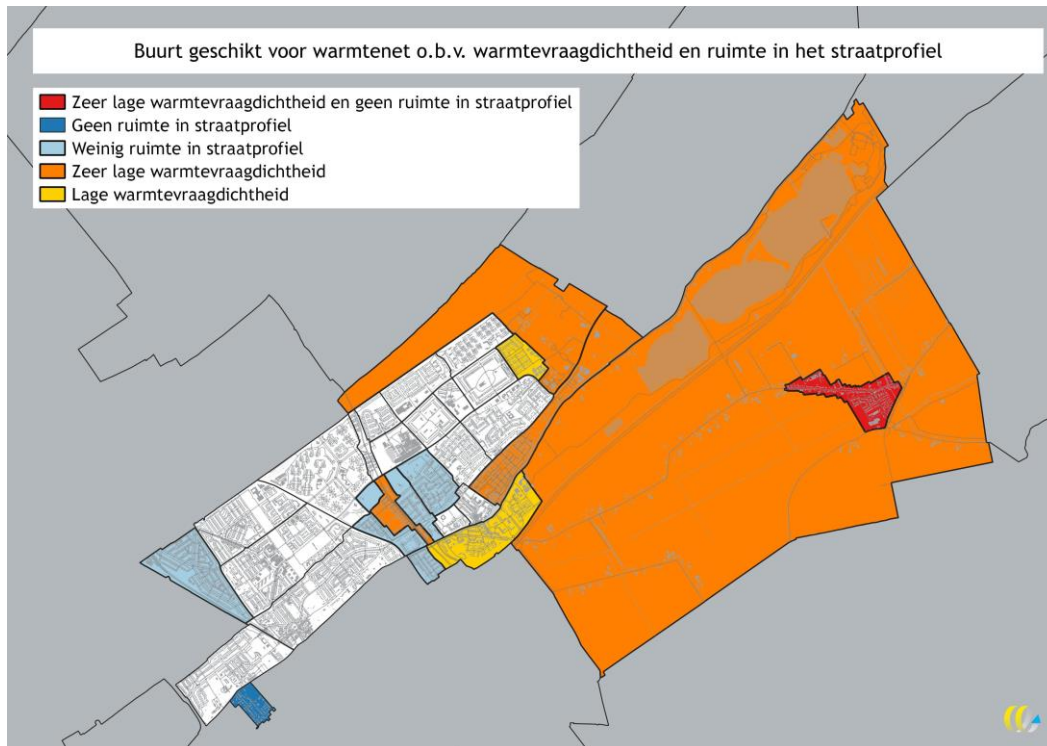 Buurt geschikt voor warmtenet o.b.v. warmtevraagdichtheid en ruimte in het straatprofiel
Zeer lage warmtevraagdichtheid en geen ruimte in straatprofiel
Geen ruimte in straatprofiel
Weinig ruimte in straatprofiel
Zeer lage warmtevraagdichtheid
Lage warmtevraagdichtheid